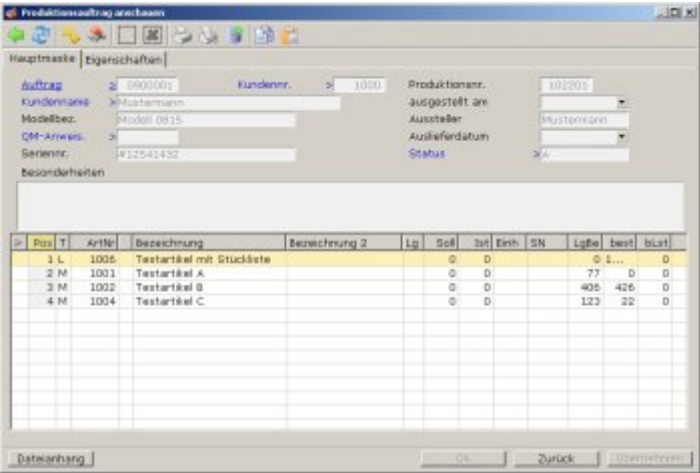 Produktionsauftrag anschauen
Hauptmaske Eigenschaften
Auftrag > 0900001 Kundennr. > 1000 Produktionsnr. 102201
Kundenname > Mustermann ausgestellt am
Modellbez. Modell 0815 Aussteller Mustermann
QM-Anweis. > Auslieferdatum
Seriennr. #12541432 Status > A
Besonderheiten
> Pos T ArtNr Bezeichnung Bezeichnung 2 Lg Soll Ist Einh SN LgBe best bLst
1 L 1006 Testartikel mit Stückliste 0 0 0 1... 0
2 M 1001 Testartikel A 0 0 77 0 0
3 M 1002 Testartikel B 0 0 406 426 0
4 M 1004 Testartikel C 0 0 123 22 0
Dateianhang OK Zurück Übernehmen